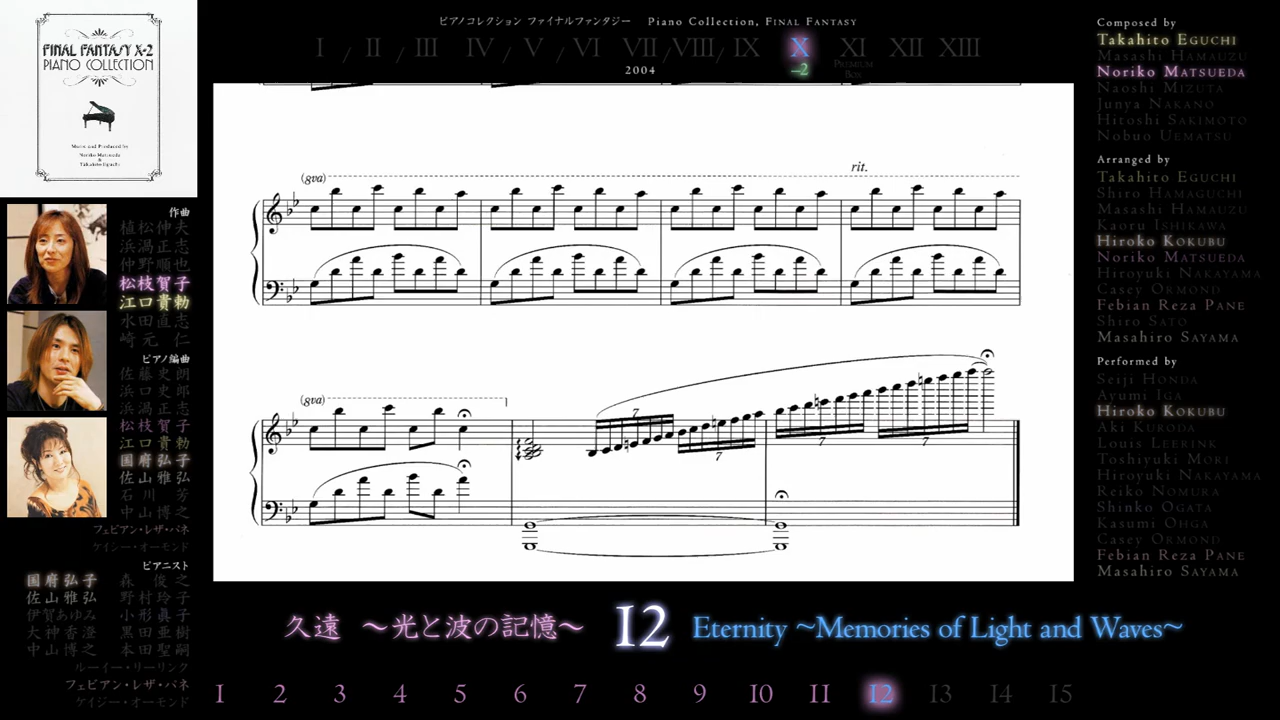 ピアノコレクション ファイナルファンタジー Piano Collection, FINAL FANTASY
I / II / III IV / V / VI VII / VIII / IX X XI XII XIII
2004
–2
PREMIUM
BOX
FINAL FANTASY X-2
PIANO COLLECTION
Music and Produced by
Noriko Matsueda
&
Takahito Eguchi
作曲
植松伸夫
浜渦正志
仲野順也
松枝賀子
江口貴勅
水田直志
崎元仁
ピアノ編曲
佐藤史朗
浜口史郎
浜渦正志
松枝賀子
江口貴勅
国府弘子
佐山雅弘
石川芳
中山博之
フェビアン・レザ・パネ
ケイシー・オーモンド
ピアニスト
国府弘子 森俊之
佐山雅弘 野村玲子
伊賀あゆみ 小形眞子
大神香澄 黒田亜樹
中山博之 本田聖嗣
ルーイー・リーリンク
フェビアン・レザ・パネ
ケイジー・オーモンド
(8va)
rit.
(8va)
7
7
7
7
Composed by
Takahito EGUCHI
Masashi HAMAUZU
Noriko MATSUEDA
Naoshi MIZUTA
Junya NAKANO
Hitoshi SAKIMOTO
Nobuo UEMATSU
Arranged by
Takahito EGUCHI
Shiro HAMAGUCHI
Masashi HAMAUZU
Kaoru ISHIKAWA
Hiroko KOKUBU
Noriko MATSUEDA
Hiroyuki NAKAYAMA
Casey ORMOND
Febian Reza PANE
Shiro SATO
Masahiro SAYAMA
Performed by
Seiji HONDA
Ayumi IGA
Hiroko KOKUBU
Aki KURODA
Louis LEERINK
Toshiyuki MORI
Hiroyuki NAKAYAMA
Reiko NOMURA
Shinko OGATA
Kasumi OHGA
Casey ORMOND
Febian Reza PANE
Masahiro SAYAMA
久遠 ～光と波の記憶～ 12 Eternity ~Memories of Light and Waves~
1 2 3 4 5 6 7 8 9 10 11 12 13 14 15